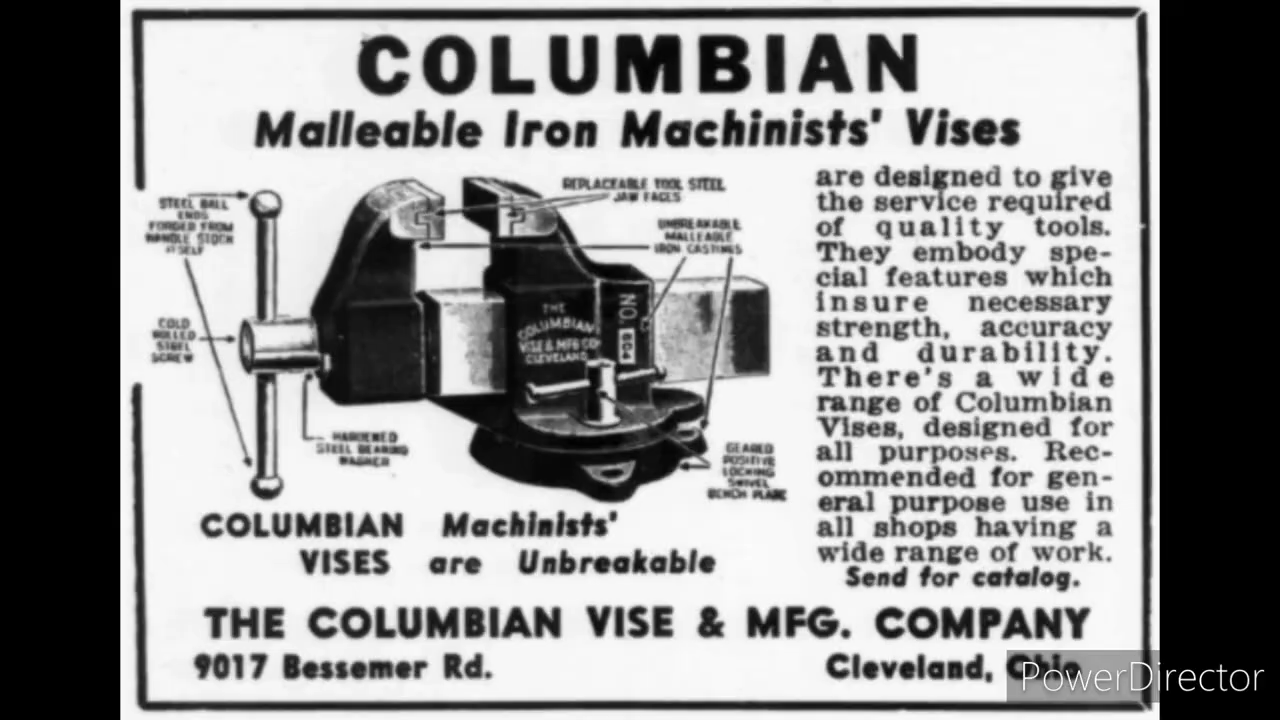 COLUMBIAN
Malleable Iron Machinists' Vises
STEEL BALL
ENDS
FORGED FROM
HANDLE STOCK
ITSELF
COLD
ROLLED
STEEL
SCREW
HARDENED
STEEL BEARING
WASHER
REPLACEABLE TOOL STEEL
JAW FACES
UNBREAKABLE
MALLEABLE
IRON CASTINGS
THE
COLUMBIAN
VISE & MFG CO
CLEVELAND
NO. 604
GEARED
POSITIVE
LOCKING
SWIVEL
BENCH PLATE
COLUMBIAN Machinists'
VISES are Unbreakable
are designed to give
the service required
of quality tools.
They embody spe-
cial features which
insure necessary
strength, accuracy
and durability.
There's a wide
range of Columbian
Vises, designed for
all purposes. Rec-
ommended for gen-
eral purpose use in
all shops having a
wide range of work.
Send for catalog.
THE COLUMBIAN VISE & MFG. COMPANY
9017 Bessemer Rd.
Cleveland, Ohio
PowerDirector